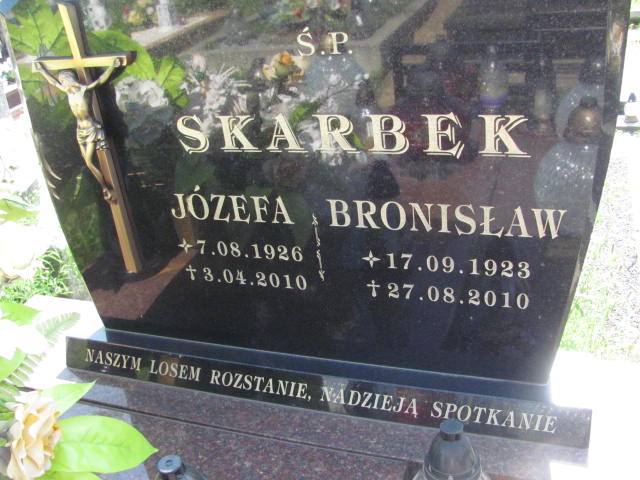 Ś.P.
SKARBEK
JÓZEFA
✧7.08.1926
†3.04.2010
BRONISŁAW
✧17.09.1923
†27.08.2010
NASZYM LOSEM ROZSTANIE, NADZIEJĄ SPOTKANIE